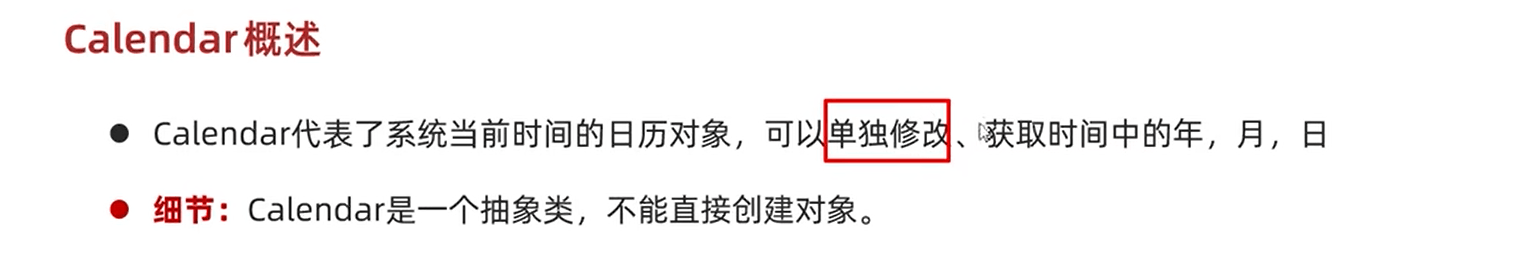 Calendar概述
● Calendar代表了系统当前时间的日历对象，可以单独修改、获取时间中的年，月，日
● 细节：Calendar是一个抽象类，不能直接创建对象。